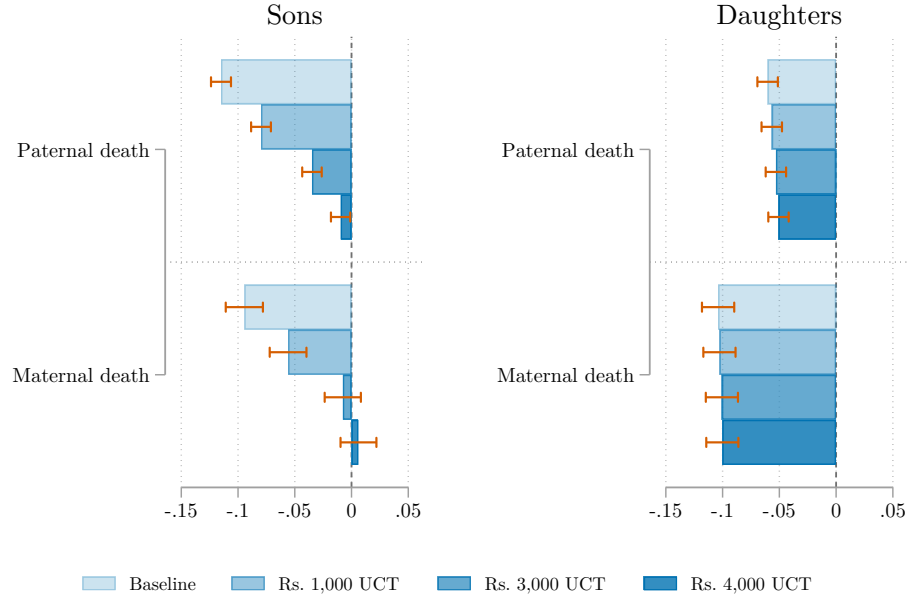 Sons
Daughters
Paternal death
Maternal death
-.15 -.1 -.05 0 .05
Paternal death
Maternal death
-.15 -.1 -.05 0 .05
Baseline Rs. 1,000 UCT Rs. 3,000 UCT Rs. 4,000 UCT